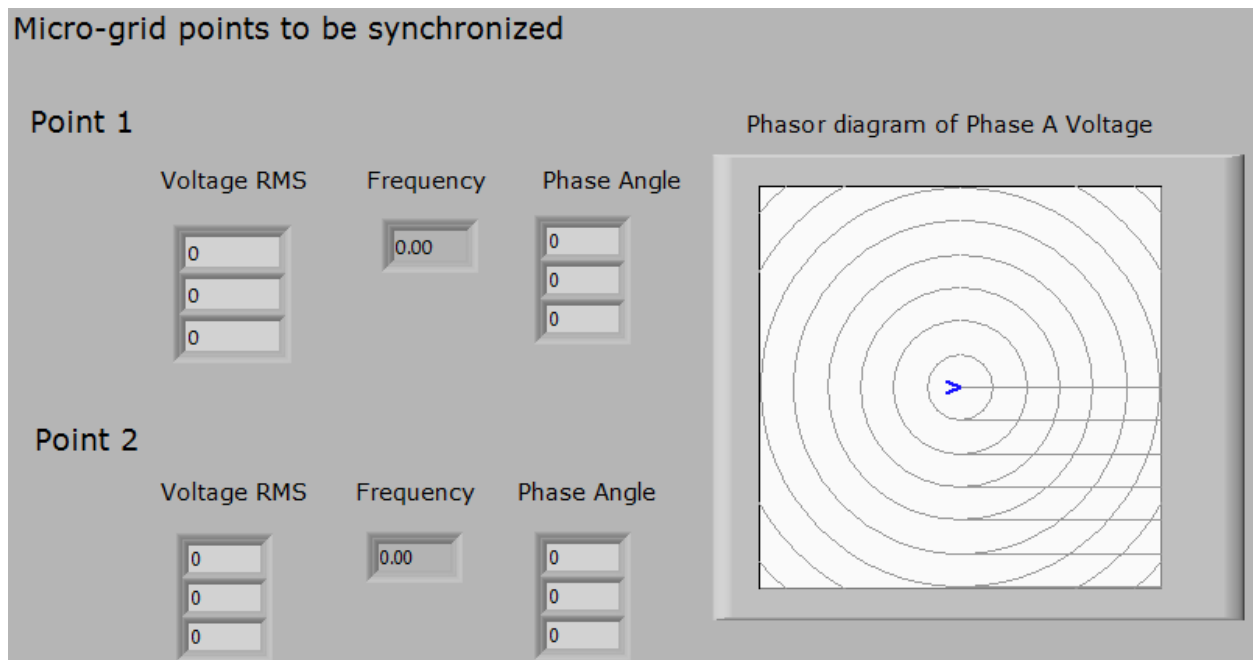 Micro-grid points to be synchronized
Point 1
Phasor diagram of Phase A Voltage
Voltage RMS Frequency Phase Angle
0 0.00 0
0 0
0 0
Point 2
Voltage RMS Frequency Phase Angle
0 0.00 0
0 0
0 0